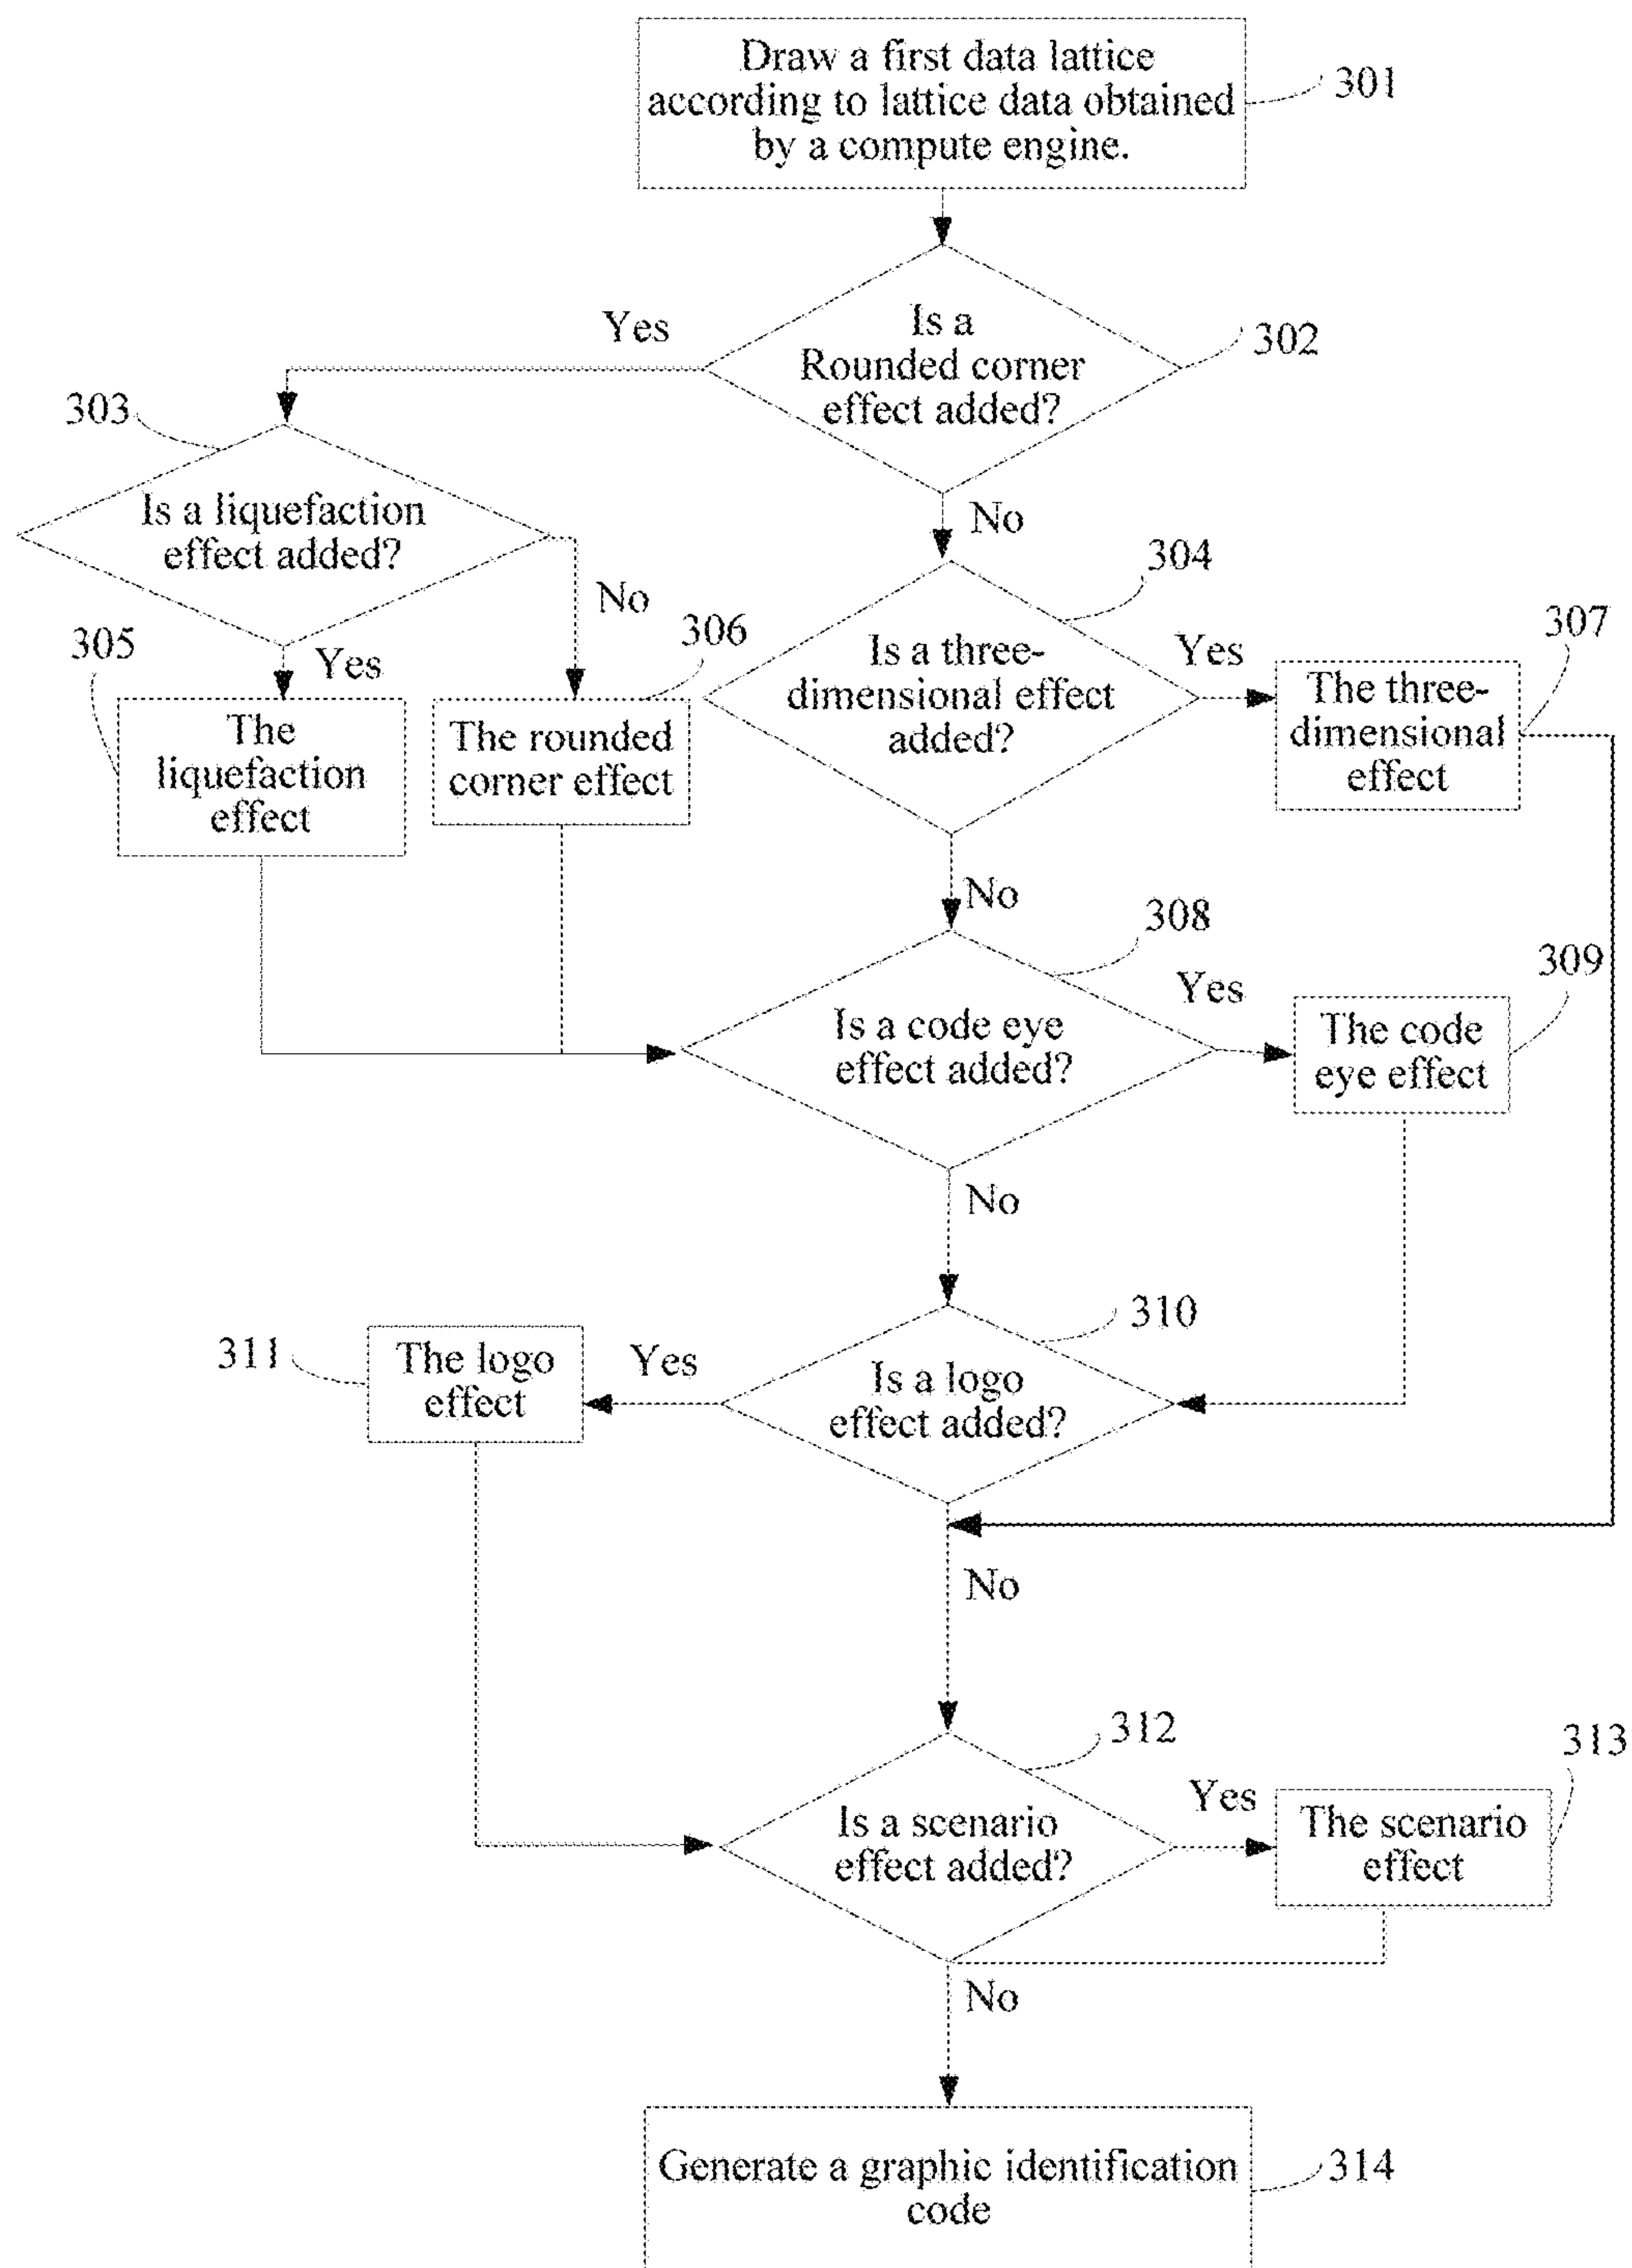 Draw a first data lattice
according to lattice data obtained
by a compute engine.
301
Is a
Rounded corner
effect added?
302
Yes
No
303
Is a liquefaction
effect added?
No
Yes
304
Is a three-
dimensional effect
added?
Yes
No
305
The
liquefaction
effect
306
The rounded
corner effect
307
The three-
dimensional
effect
308
Is a code eye
effect added?
Yes
No
309
The code
eye effect
310
Is a logo
effect added?
Yes
No
311
The logo
effect
312
Is a scenario
effect added?
Yes
No
313
The scenario
effect
Generate a graphic identification
code
314